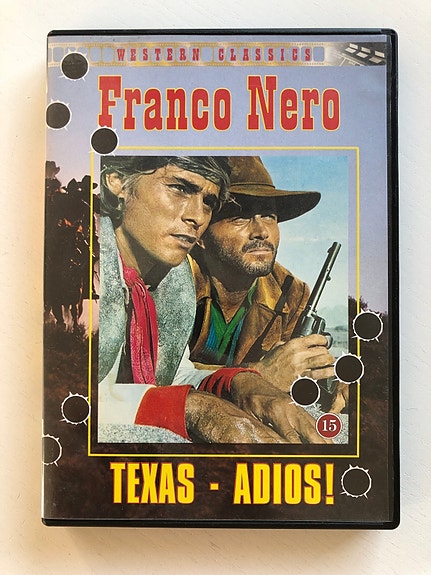 WESTERN CLASSICS
Franco Nero
15
TEXAS - ADIOS!